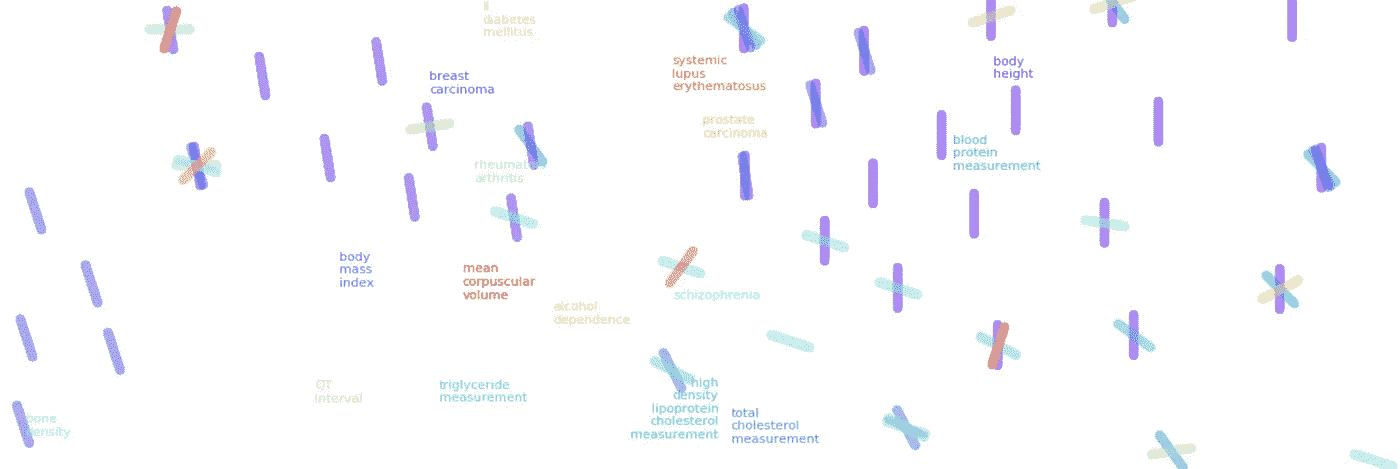 II
diabetes
mellitus
breast
carcinoma
systemic
lupus
erythematosus
body
height
prostate
carcinoma
blood
protein
measurement
rheumatoid
arthritis
body
mass
index
mean
corpuscular
volume
schizophrenia
alcohol
dependence
QT
interval
triglyceride
measurement
high
density
lipoprotein
cholesterol
measurement
total
cholesterol
measurement
bone
density